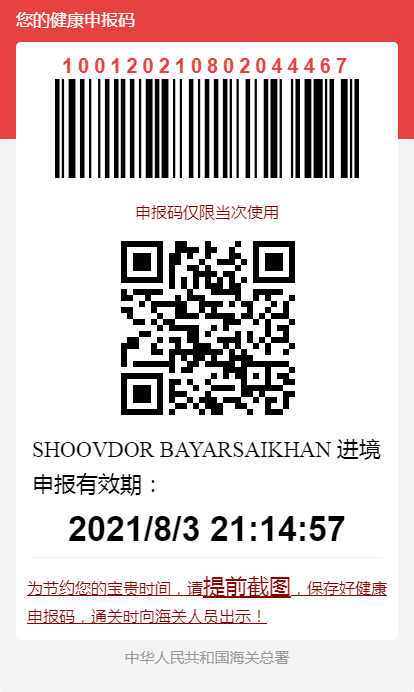 您的健康申报码
100120210802044467
申报码仅限当次使用
SHOOVDOR BAYARSAIKHAN 进境
申报有效期：
2021/8/3 21:14:57
为节约您的宝贵时间，请提前截图，保存好健康
申报码，通关时向海关人员出示！
中华人民共和国海关总署